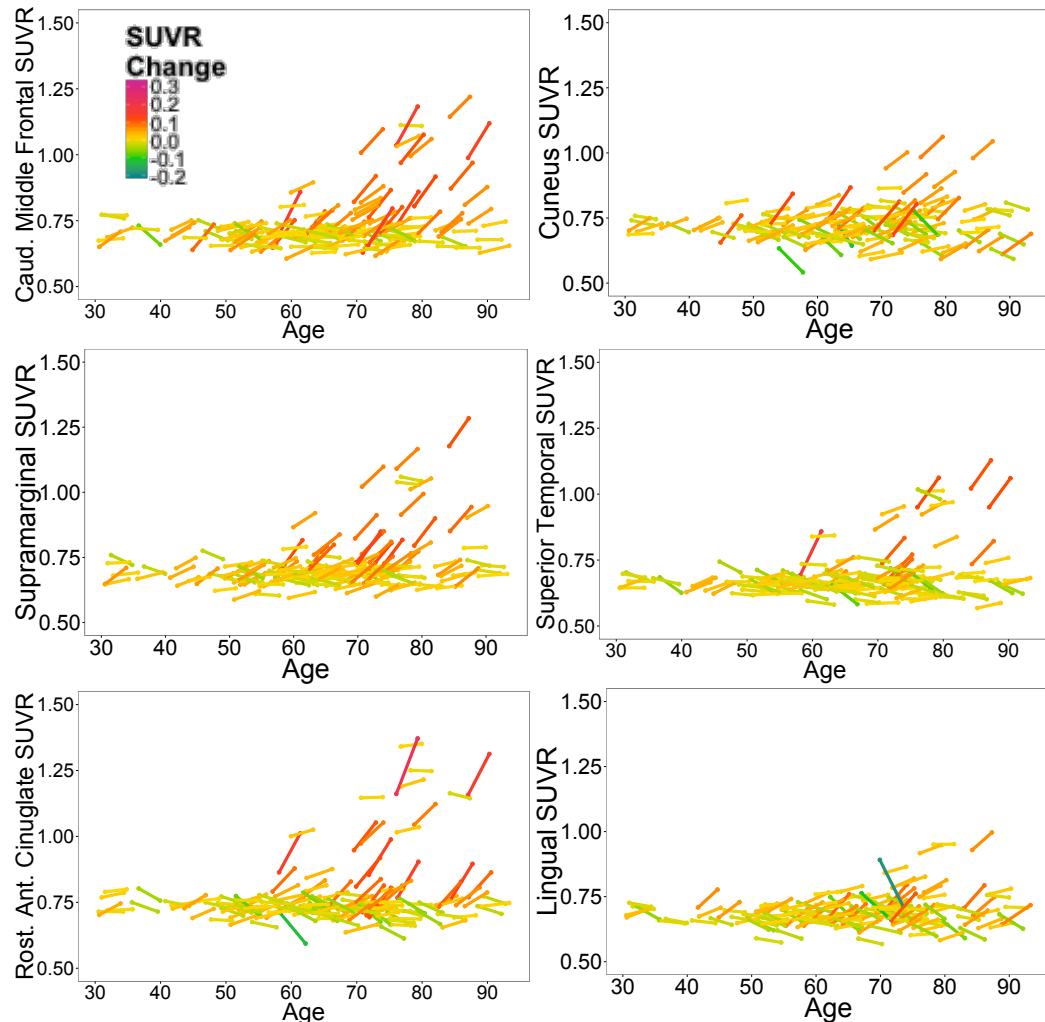 Caud. Middle Frontal SUVR
1.50
1.25
1.00
0.75
0.50
SUVR
Change
0.3
0.2
0.1
0.0
-0.1
-0.2
30 40 50 60 70 80 90
Age
Cuneus SUVR
1.50
1.25
1.00
0.75
0.50
30 40 50 60 70 80 90
Age
Supramarginal SUVR
1.50
1.25
1.00
0.75
0.50
30 40 50 60 70 80 90
Age
Superior Temporal SUVR
1.50
1.25
1.00
0.75
0.50
30 40 50 60 70 80 90
Age
Rost. Ant. Cinuglate SUVR
1.50
1.25
1.00
0.75
0.50
30 40 50 60 70 80 90
Age
Lingual SUVR
1.50
1.25
1.00
0.75
0.50
30 40 50 60 70 80 90
Age